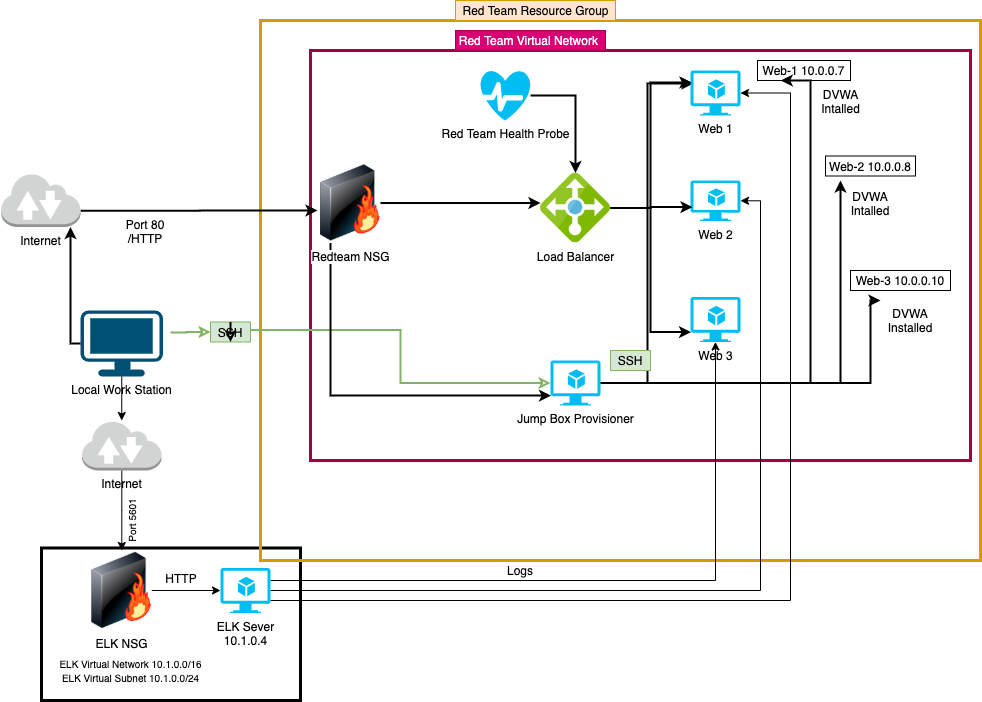 Red Team Resource Group
Red Team Virtual Network
Web-1 10.0.0.7
DVWA
Intalled
Web 1
Red Team Health Probe
Web-2 10.0.0.8
DVWA
Intalled
Internet
Port 80
/HTTP
Redteam NSG
Load Balancer
Web 2
Web-3 10.0.0.10
DVWA
Installed
SSH
Web 3
SSH
Local Work Station
Jump Box Provisioner
Internet
Port 5601
HTTP
Logs
ELK NSG
ELK Sever
10.1.0.4
ELK Virtual Network 10.1.0.0/16
ELK Virtual Subnet 10.1.0.0/24